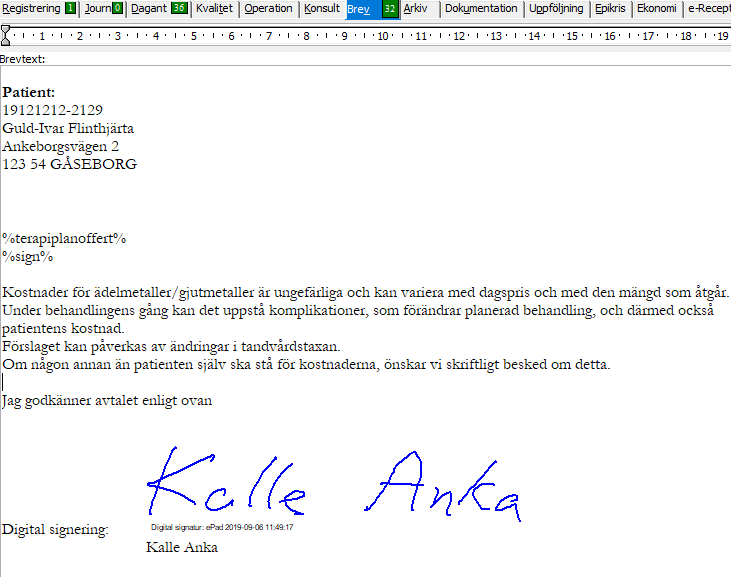 Registrering 1 Journ 0 Dagant 36 Kvalitet Operation Konsult Brev 32 Arkiv Dokumentation Uppföljning Epikris Ekonomi e-Recept
1 2 3 4 5 6 7 8 9 10 11 12 13 14 15 16 17 18 19
Brevtext:
Patient:
19121212-2129
Guld-Ivar Flinthjärta
Ankeborgsvägen 2
123 54 GÅSEBORG
%terapiplanoffert%
%sign%
Kostnader för ädelmetaller/gjutmetaller är ungefärliga och kan variera med dagspris och med den mängd som åtgår.
Under behandlingens gång kan det uppstå komplikationer, som förändrar planerad behandling, och därmed också
patientens kostnad.
Förslaget kan påverkas av ändringar i tandvårdstaxan.
Om någon annan än patienten själv ska stå för kostnaderna, önskar vi skriftligt besked om detta.
Jag godkänner avtalet enligt ovan
Kalle Anka
Digital signatur: ePad 2019-09-06 11:49:17
Digital signering:
Kalle Anka